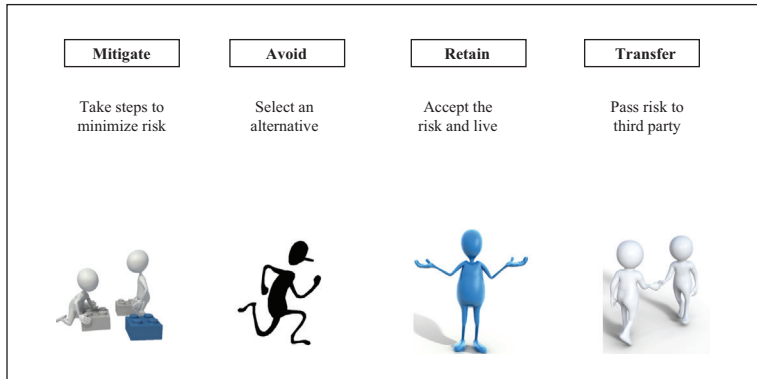 Mitigate
Avoid
Retain
Transfer
Take steps to
minimize risk
Select an
alternative
Accept the
risk and live
Pass risk to
third party